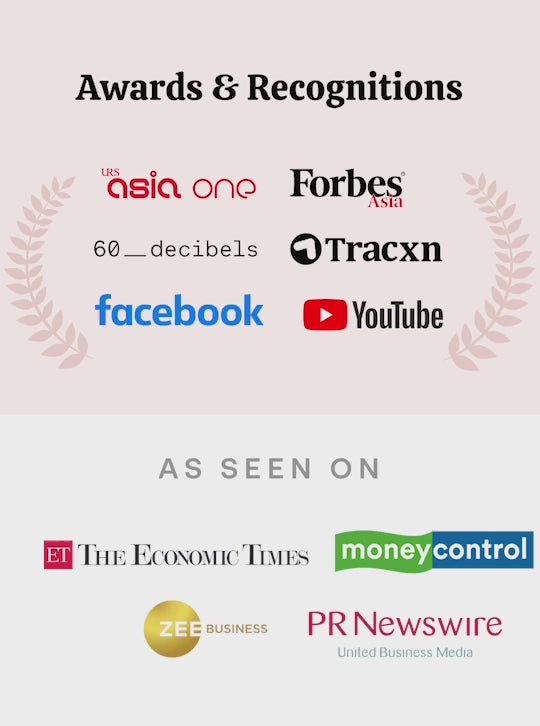 Awards & Recognitions
URS
asia one
Forbes
Asia
60__decibels
Tracxn
facebook
YouTube
AS SEEN ON
ET THE ECONOMIC TIMES
moneycontrol
ZEE BUSINESS
PR Newswire
United Business Media